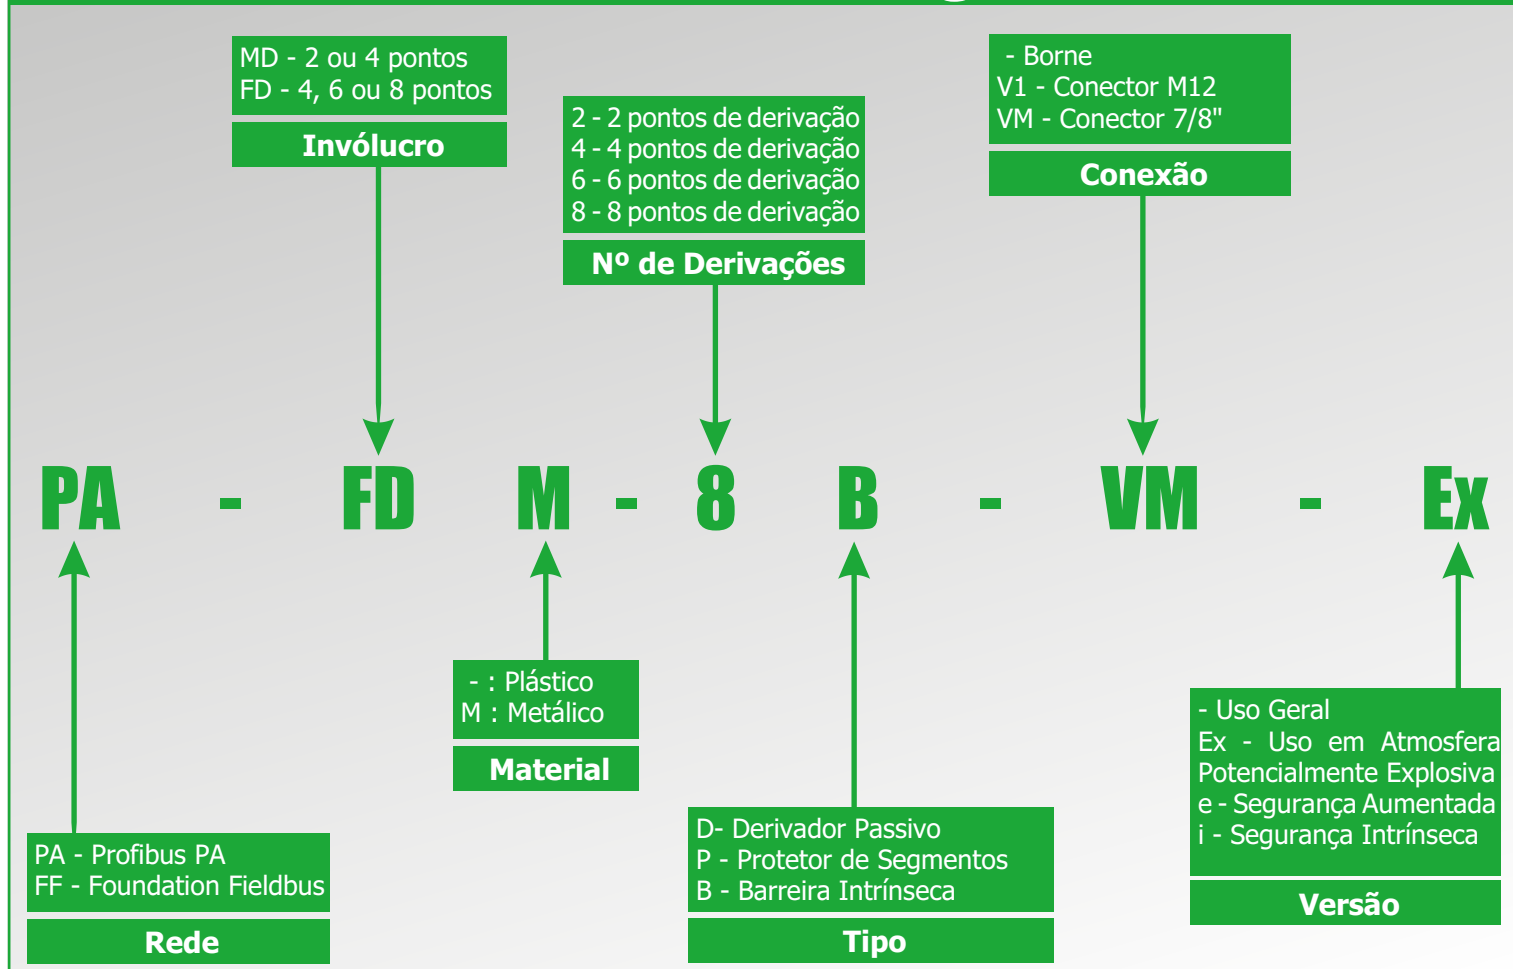 MD - 2 ou 4 pontos
FD - 4, 6 ou 8 pontos
Invólucro
2 - 2 pontos de derivação
4 - 4 pontos de derivação
6 - 6 pontos de derivação
8 - 8 pontos de derivação
Nº de Derivações
- Borne
V1 - Conector M12
VM - Conector 7/8"
Conexão
PA - FD M - 8 B - VM - Ex
- : Plástico
M : Metálico
Material
PA - Profibus PA
FF - Foundation Fieldbus
Rede
D- Derivador Passivo
P - Protetor de Segmentos
B - Barreira Intrínseca
Tipo
- Uso Geral
Ex - Uso em Atmosfera
Potencialmente Explosiva
e - Segurança Aumentada
i - Segurança Intrínseca
Versão